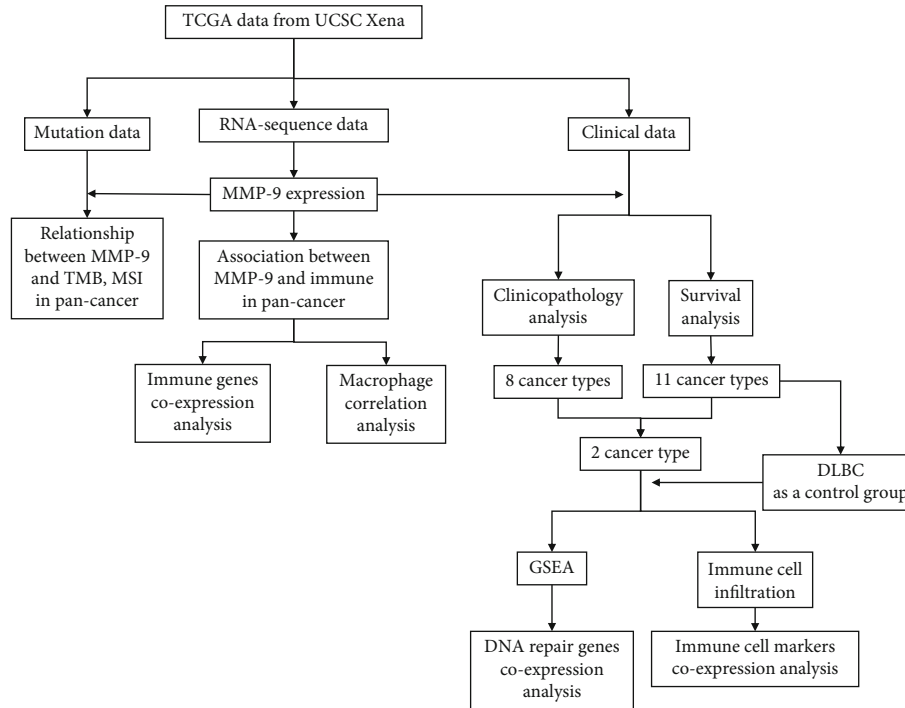 TCGA data from UCSC Xena
Mutation data
RNA-sequence data
Clinical data
MMP-9 expression
Relationship
between MMP-9
and TMB, MSI
in pan-cancer
Association between
MMP-9 and immune
in pan-cancer
Clinicopathology
analysis
Survival
analysis
Immune genes
co-expression
analysis
Macrophage
correlation
analysis
8 cancer types
11 cancer types
2 cancer type
DLBC
as a control group
GSEA
Immune cell
infiltration
DNA repair genes
co-expression
analysis
Immune cell markers
co-expression analysis